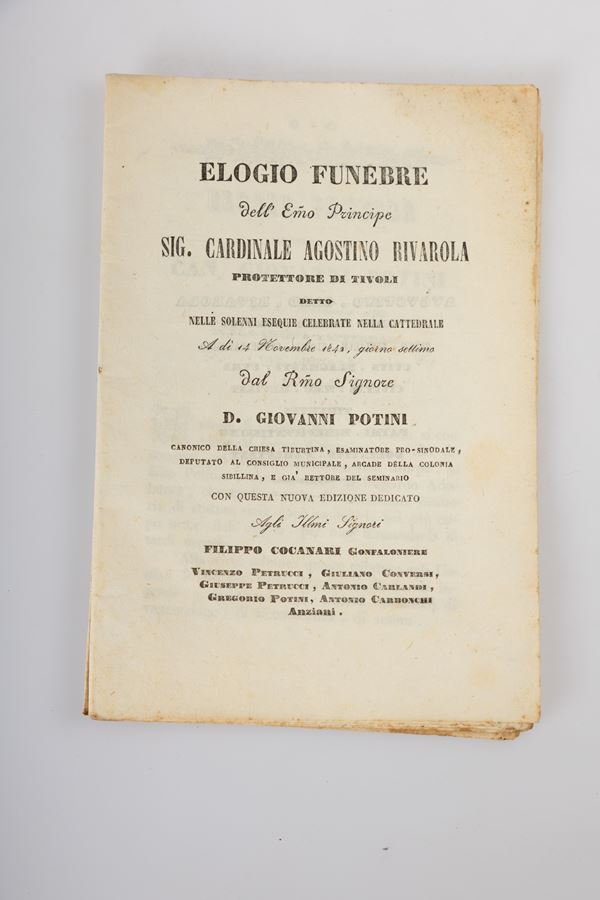 ELOGIO FUNEBRE
dell' Em̃o Principe
SIG. CARDINALE AGOSTINO RIVAROLA
PROTETTORE DI TIVOLI
DETTO
NELLE SOLENNI ESEQUIE CELEBRATE NELLA CATTEDRALE
A dì 14 Novembre 1842, giorno settimo
dal Rm̃o Signore
D. GIOVANNI POTINI
CANONICO DELLA CHIESA TIBURTINA, ESAMINATORE PRO-SINODALE,
DEPUTATO AL CONSIGLIO MUNICIPALE, ARCADE DELLA COLONIA
SIBILLINA, E GIA' RETTORE DEL SEMINARIO
CON QUESTA NUOVA EDIZIONE DEDICATO
Agli Illmi Signori
FILIPPO COCANARI GONFALONIERE
VINCENZO PETRUCCI, GIULIANO CONVERSI,
GIUSEPPE PETRUCCI, ANTONIO CARLANDI,
GREGORIO POTINI, ANTONIO CARBONCHI
Anziani.